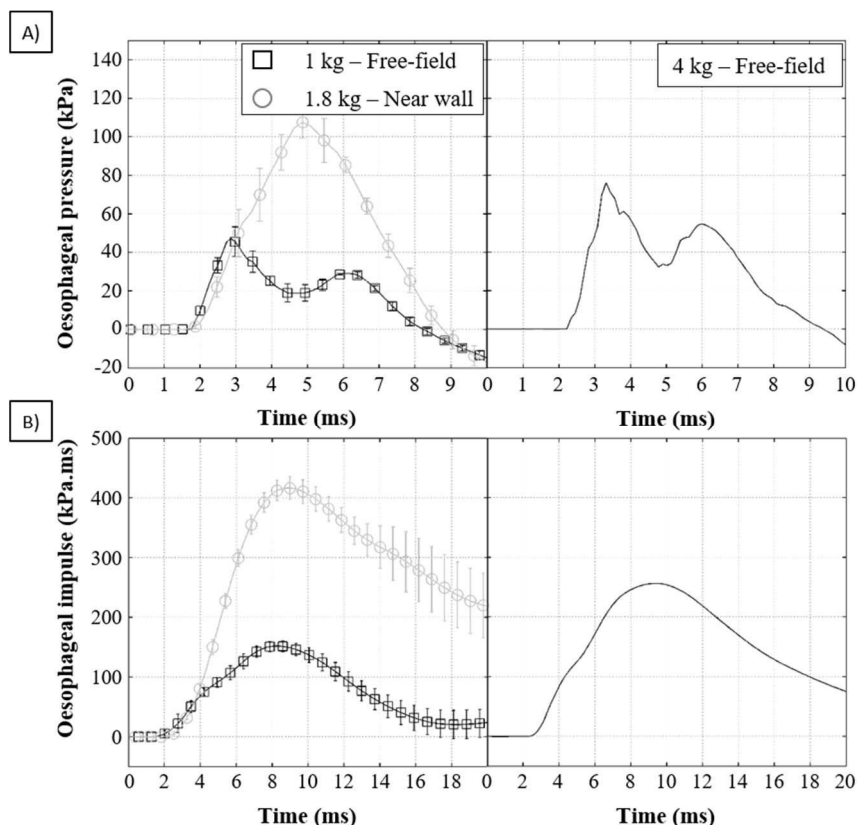 A)
1 kg – Free-field
1.8 kg – Near wall
4 kg – Free-field
Oesophageal pressure (kPa)
140
120
100
80
60
40
20
0
-20
0 1 2 3 4 5 6 7 8 9 0 1 2 3 4 5 6 7 8 9 10
Time (ms) Time (ms)
B)
Oesophageal impulse (kPa.ms)
500
400
300
200
100
0
0 2 4 6 8 10 12 14 16 18 0 2 4 6 8 10 12 14 16 18 20
Time (ms) Time (ms)